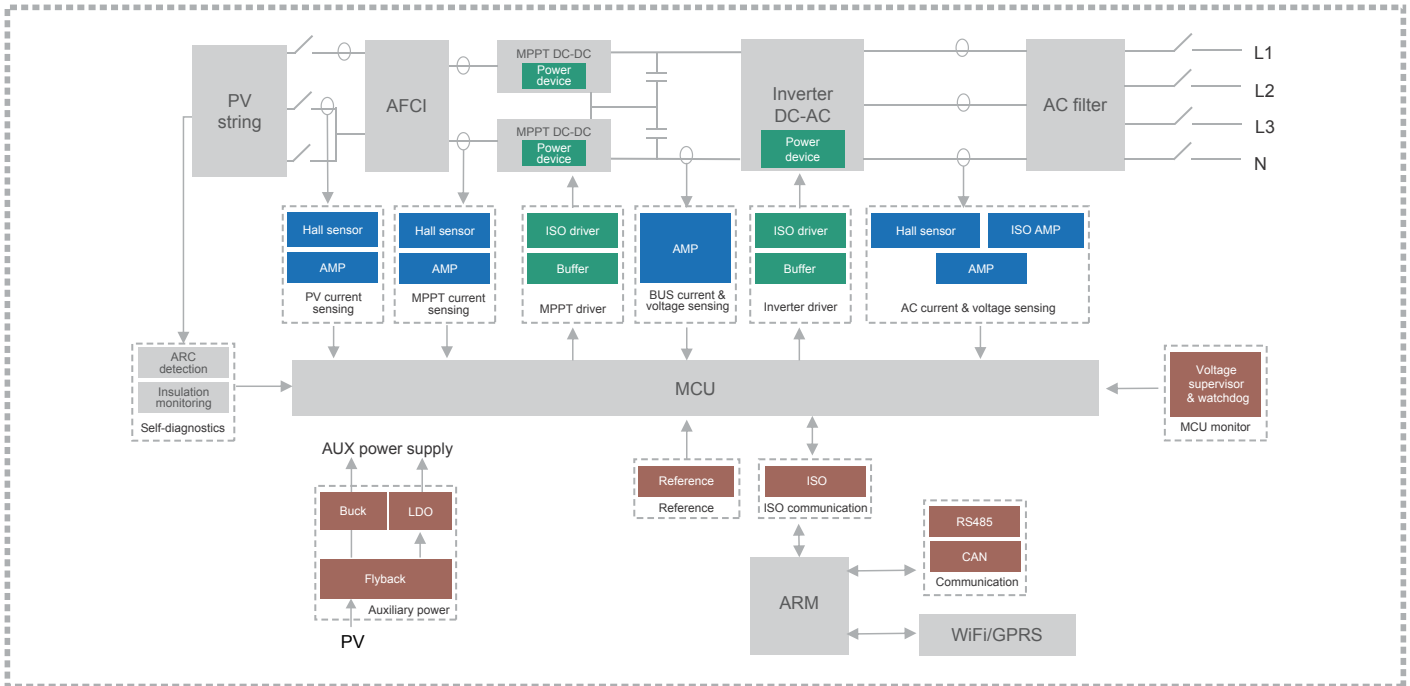 PV
string
AFCI
MPPT DC-DC
Power
device
MPPT DC-DC
Power
device
Inverter
DC-AC
Power
device
AC filter
L1
L2
L3
N
Hall sensor
AMP
PV current
sensing
Hall sensor
AMP
MPPT current
sensing
ISO driver
Buffer
MPPT driver
AMP
BUS current &
voltage sensing
ISO driver
Buffer
Inverter driver
Hall sensor
ISO AMP
AMP
AC current & voltage sensing
ARC
detection
Insulation
monitoring
Self-diagnostics
MCU
Voltage
supervisor
& watchdog
MCU monitor
AUX power supply
Buck
LDO
Flyback
Auxiliary power
PV
Reference
Reference
ISO
ISO communication
ARM
RS485
CAN
Communication
WiFi/GPRS